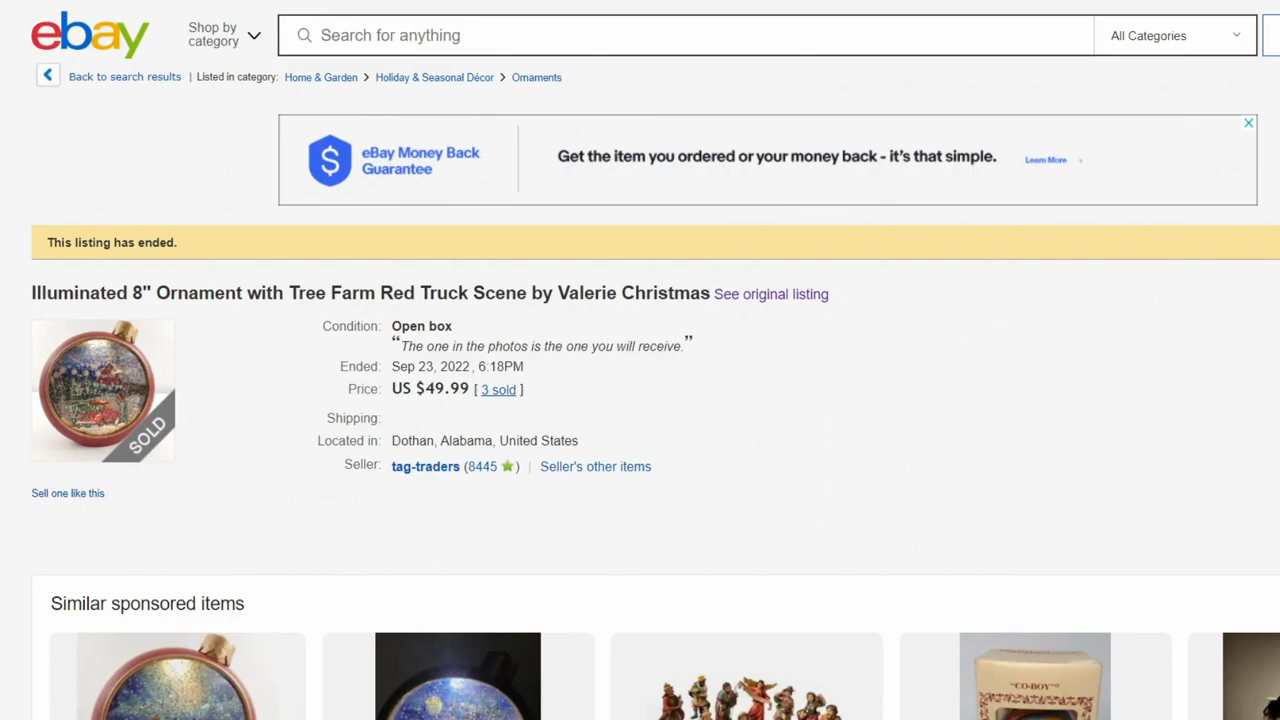 ebay
Shop by
category
Search for anything
All Categories
Back to search results | Listed in category: Home & Garden > Holiday & Seasonal Décor > Ornaments
eBay Money Back
Guarantee
Get the item you ordered or your money back - it's that simple.
Learn More
This listing has ended.
Illuminated 8" Ornament with Tree Farm Red Truck Scene by Valerie Christmas See original listing
Condition: Open box
"The one in the photos is the one you will receive."
Ended: Sep 23, 2022 , 6:18PM
Price: US $49.99 [ 3 sold ]
Shipping:
Located in: Dothan, Alabama, United States
Seller: tag-traders (8445 ) | Seller's other items
SOLD
Sell one like this
Similar sponsored items
"CO-BOY"